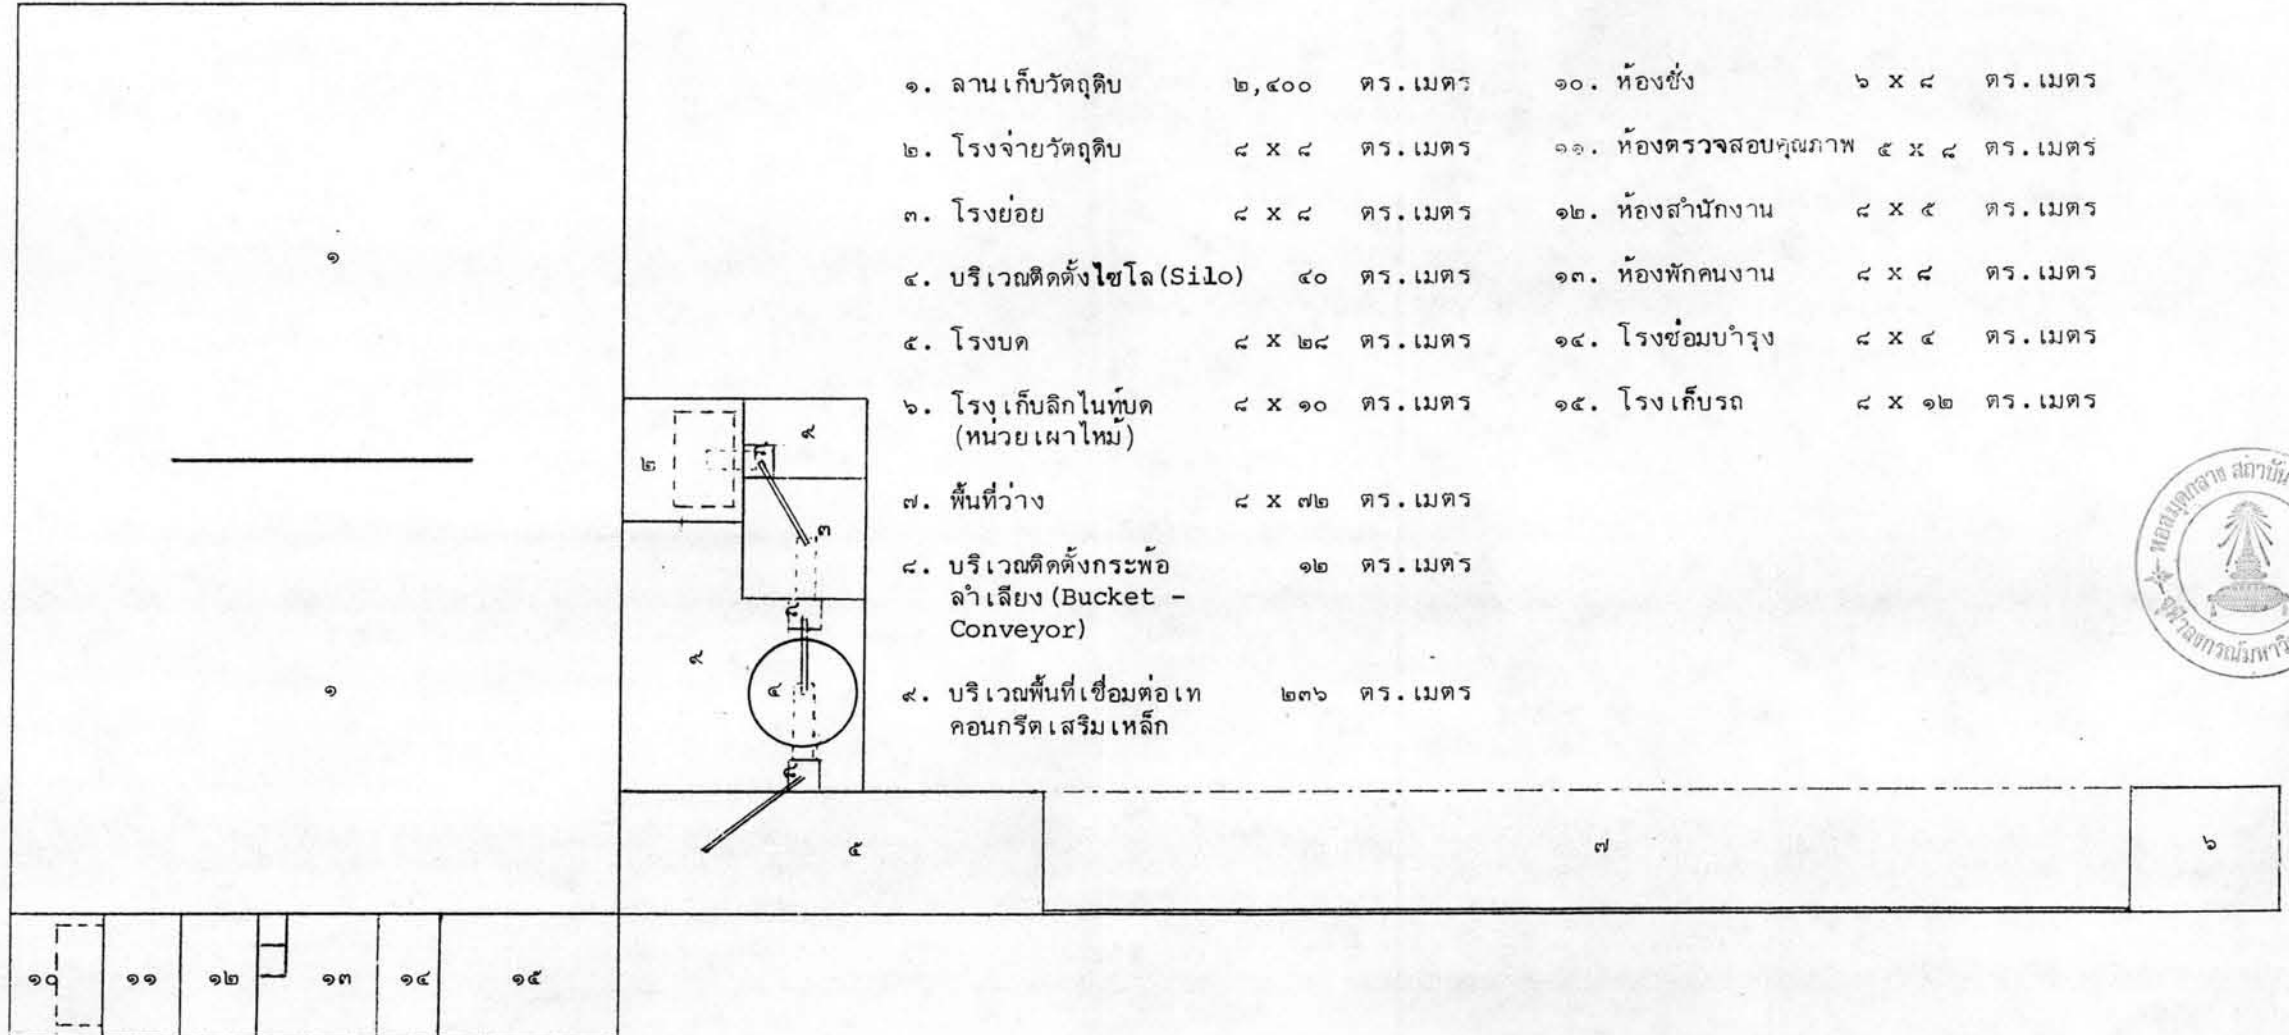 ๑. ลานเก็บวัตถุดิบ ๒,๔๐๐ ตร.เมตร
๒. โรงจ่ายวัตถุดิบ ๘ x ๘ ตร.เมตร
๓. โรงย่อย ๘ x ๘ ตร.เมตร
๔. บริเวณติดตั้งไซโล(Silo) ๔๐ ตร.เมตร
๕. โรงบด ๘ x ๒๘ ตร.เมตร
๖. โรงเก็บลิกไนท์บด ๘ x ๑๐ ตร.เมตร
(หน่วยเผาไหม้)
๗. พื้นที่ว่าง ๘ x ๗๒ ตร.เมตร
๘. บริเวณติดตั้งกระพ้อ ๑๒ ตร.เมตร
ลำเลียง(Bucket -
Conveyor)
๙. บริเวณพื้นที่เชื่อมต่อเท ๒๓๖ ตร.เมตร
คอนกรีตเสริมเหล็ก
๑๐. ห้องชั่ง ๖ x ๘ ตร.เมตร
๑๑. ห้องตรวจสอบคุณภาพ ๕ x ๘ ตร.เมตร
๑๒. ห้องสำนักงาน ๘ x ๕ ตร.เมตร
๑๓. ห้องพักคนงาน ๘ x ๘ ตร.เมตร
๑๔. โรงซ่อมบำรุง ๘ x ๔ ตร.เมตร
๑๕. โรงเก็บรถ ๘ x ๑๒ ตร.เมตร
๑
๒
๙
๓
๘
๙
๔
๑
๘
๕
๗
๖
๑๐ ๑๑ ๑๒ ๑๓ ๑๔ ๑๕
หอสมุดกลาง สถาบัน